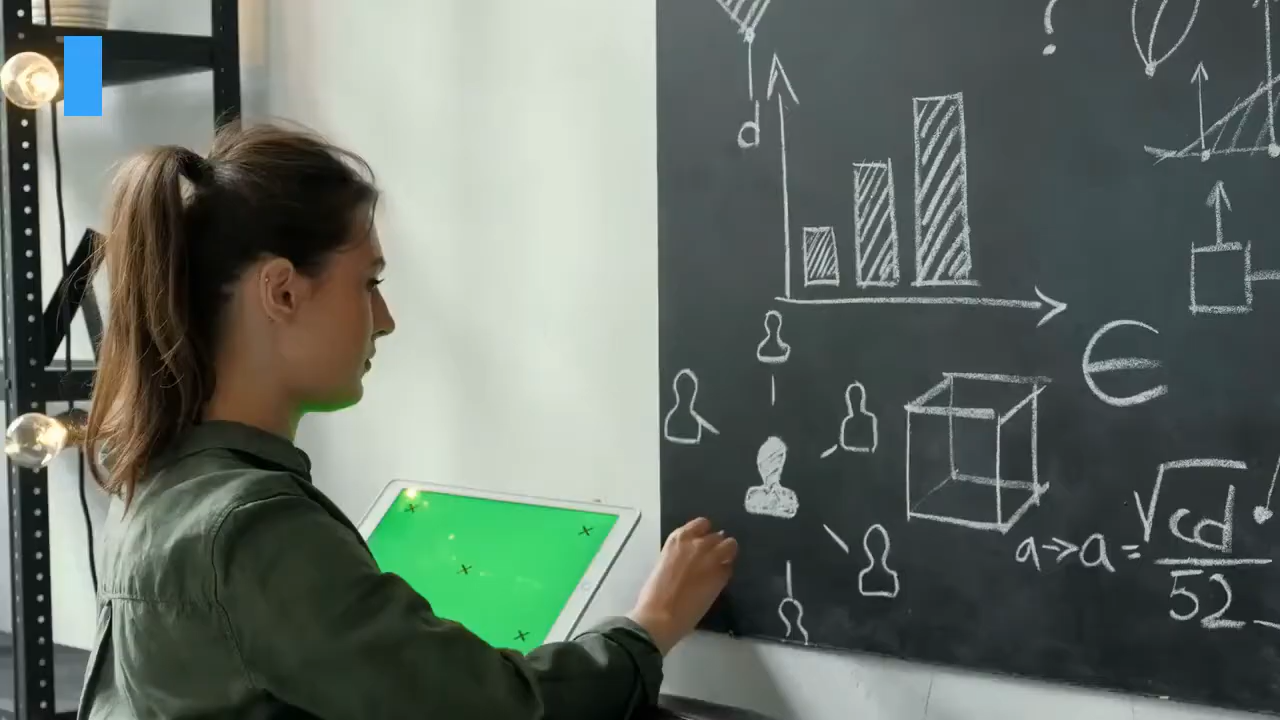 d
?
€
a→a = √cd
52